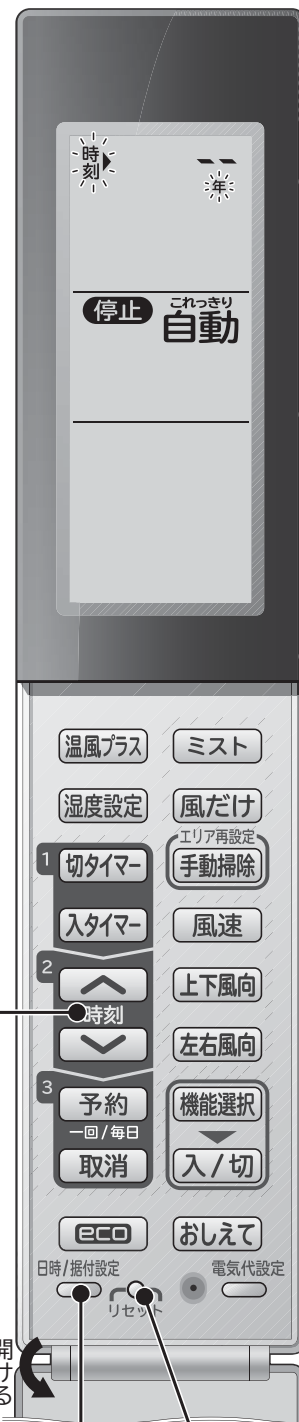 時刻
-- 年
停止
これっきり
自動
温風プラス
ミスト
湿度設定
風だけ
エリア再設定
1
切タイマー
手動掃除
入タイマー
風速
2
時刻
上下風向
左右風向
3
予約
一回/毎日
取消
機能選択
入/切
eco
おしえて
日時/据付設定
リセット
電気代設定
開ける